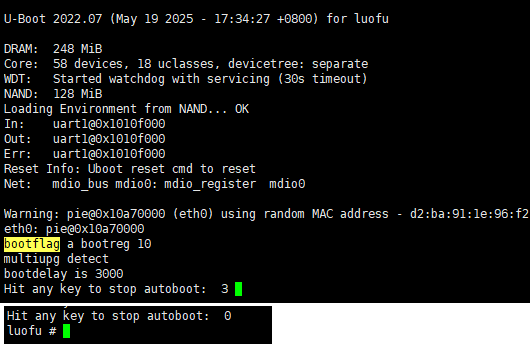 U-Boot 2022.07 (May 19 2025 - 17:34:27 +0800) for luofu
DRAM:  248 MiB
Core:  58 devices, 18 uclasses, devicetree: separate
WDT:   Started watchdog with servicing (30s timeout)
NAND:  128 MiB
Loading Environment from NAND... OK
In:    uart1@0x1010f000
Out:   uart1@0x1010f000
Err:   uart1@0x1010f000
Reset Info: Uboot reset cmd to reset
Net:   mdio_bus mdio0: mdio_register  mdio0
Warning: pie@0x10a70000 (eth0) using random MAC address - d2:ba:91:1e:96:f2
eth0: pie@0x10a70000
bootflag a bootreg 10
multiupg detect
bootdelay is 3000
Hit any key to stop autoboot:  3
Hit any key to stop autoboot:  0
luofu #